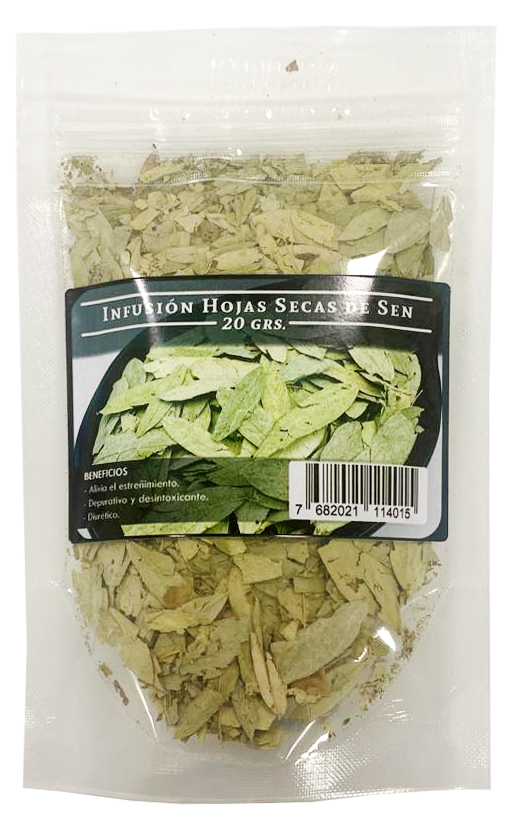 INFUSIÓN HOJAS SECAS DE SEN
20 GRS.
BENEFICIOS
- Alivia el estreñimiento.
- Depurativo y desintoxicante.
- Diurético.
7 682021 114015